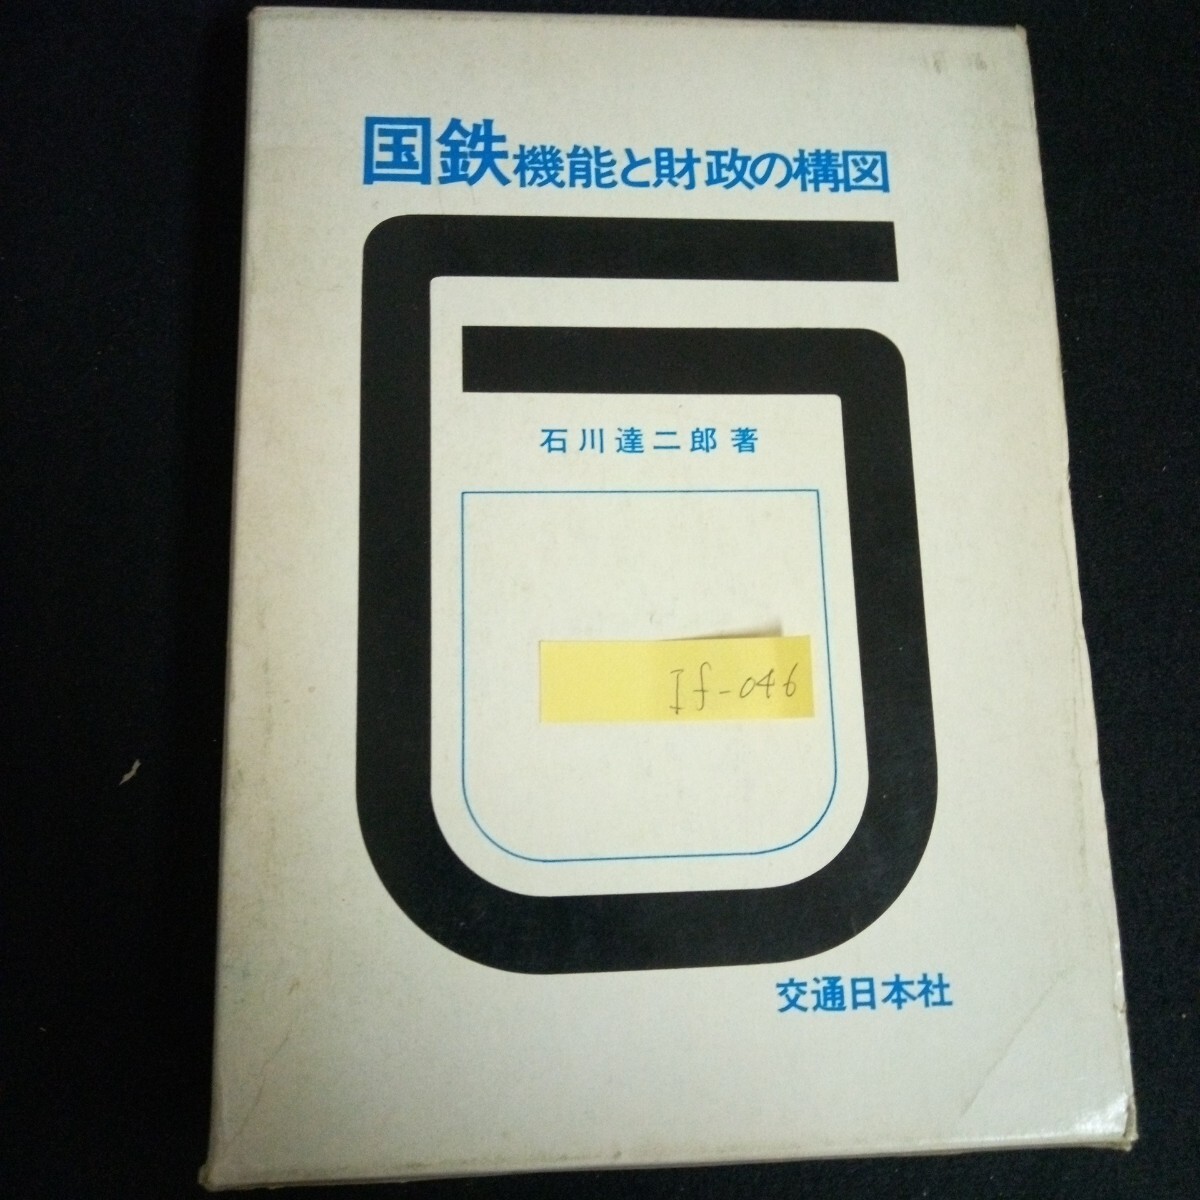 国鉄機能と財政の構図
石川達二郎著
If-046
交通日本社